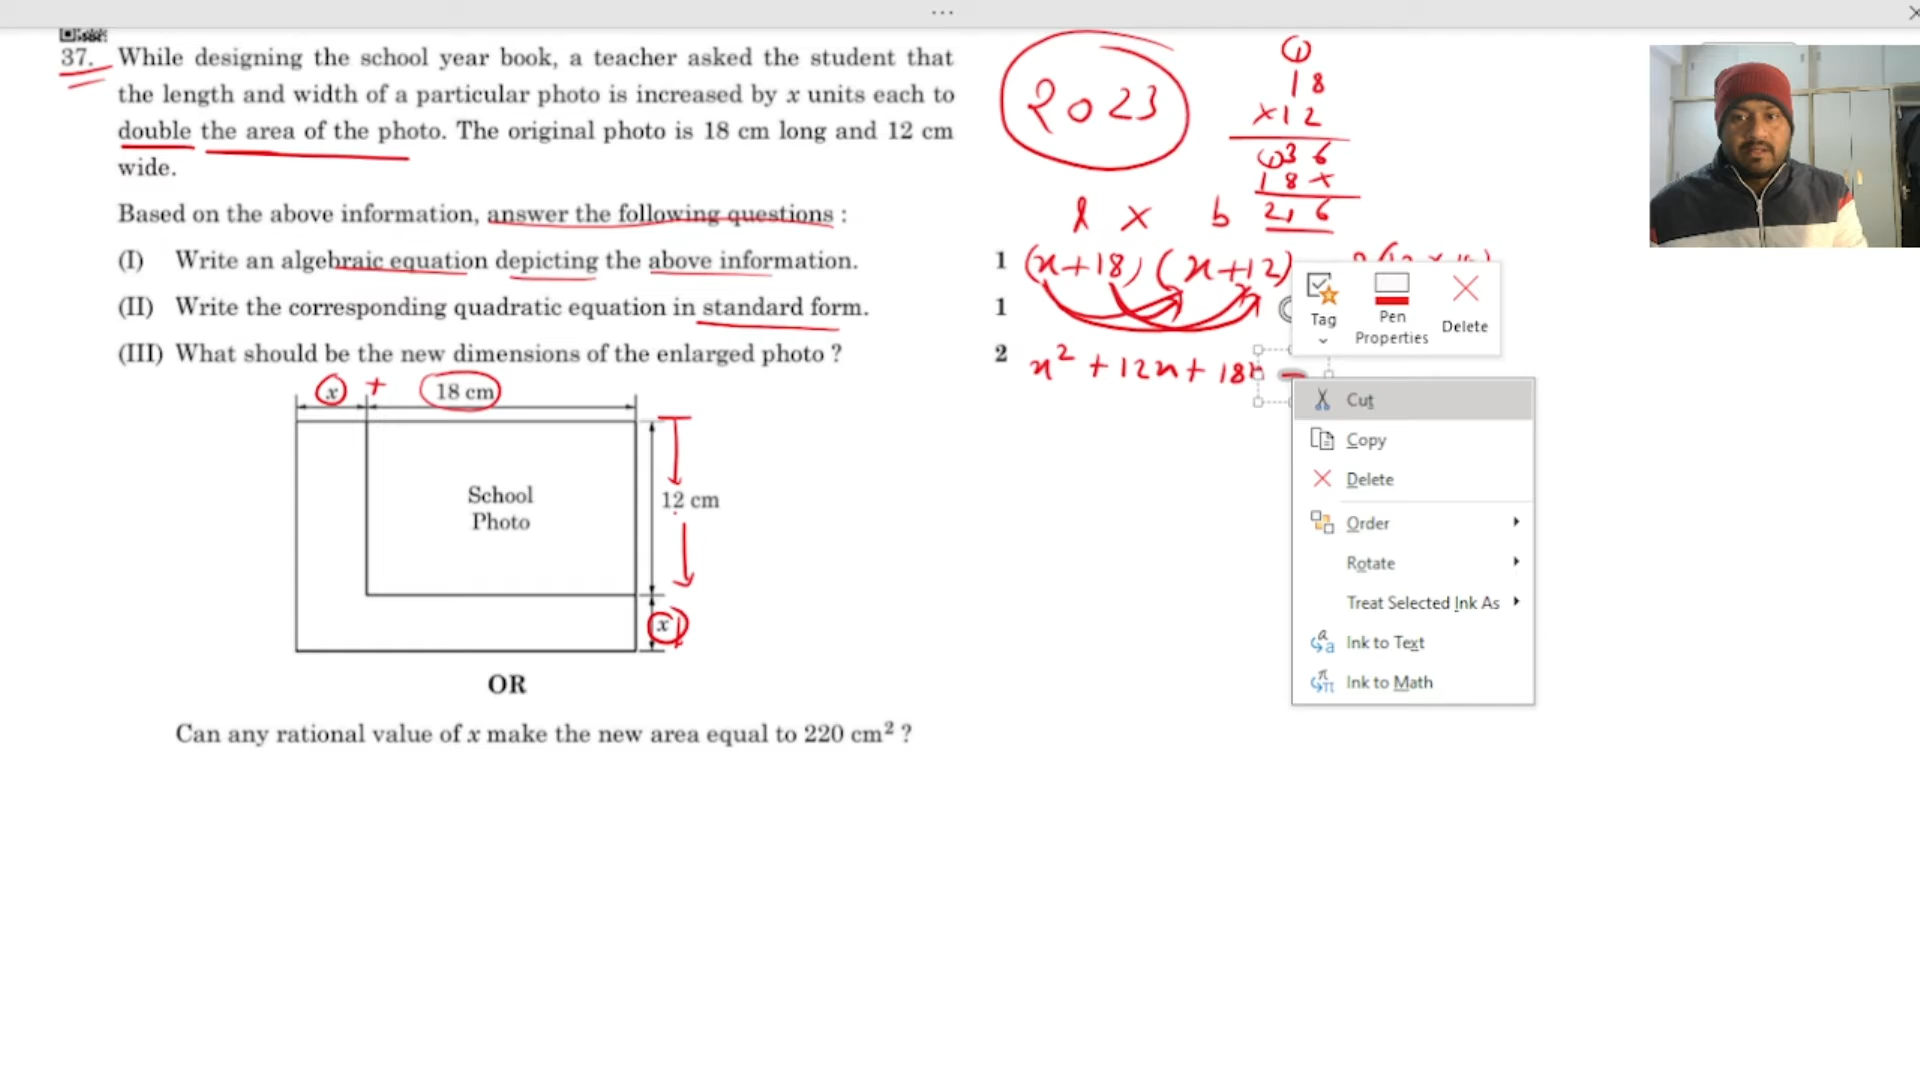 37. While designing the school year book, a teacher asked the student that
the length and width of a particular photo is increased by x units each to
double the area of the photo. The original photo is 18 cm long and 12 cm
wide.
Based on the above information, answer the following questions :
(I) Write an algebraic equation depicting the above information. 1
(II) Write the corresponding quadratic equation in standard form. 1
(III) What should be the new dimensions of the enlarged photo ? 2
x + 18 cm
School
Photo
12 cm
x
OR
Can any rational value of x make the new area equal to 220 cm² ?
2023
1
18
×12
36
18×
216
l × b
(x+18)(x+12)
x² + 12x + 18x
Tag
Pen
Properties
Delete
Cut
Copy
Delete
Order
Rotate
Treat Selected Ink As
Ink to Text
Ink to Math